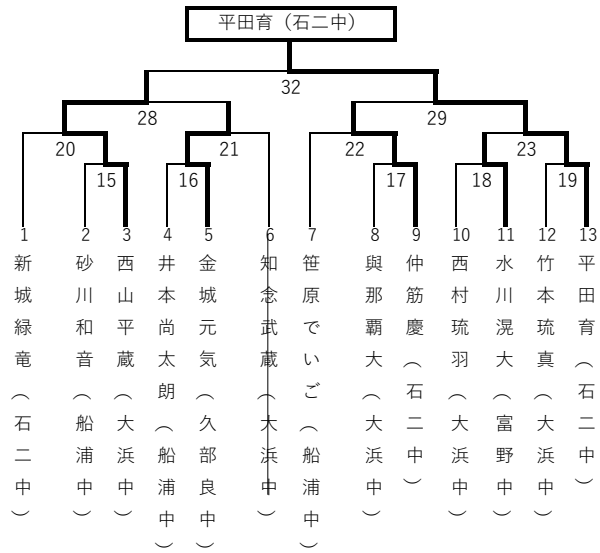 平田育（石二中）
32
28
29
20
21
22
23
15
16
17
18
19
1
2
3
4
5
6
7
8
9
10
11
12
13
新城緑竜（石二中）
砂川和音（船浦中）
西山平蔵（大浜中）
井本尚太朗（船浦中）
金城元気（久部良中）
知念武蔵（大浜中）
笹原でいご（船浦中）
與那覇大（大浜中）
仲筋慶（石二中）
西村琉羽（大浜中）
水川滉大（富野中）
竹本琉真（大浜中）
平田育（石二中）